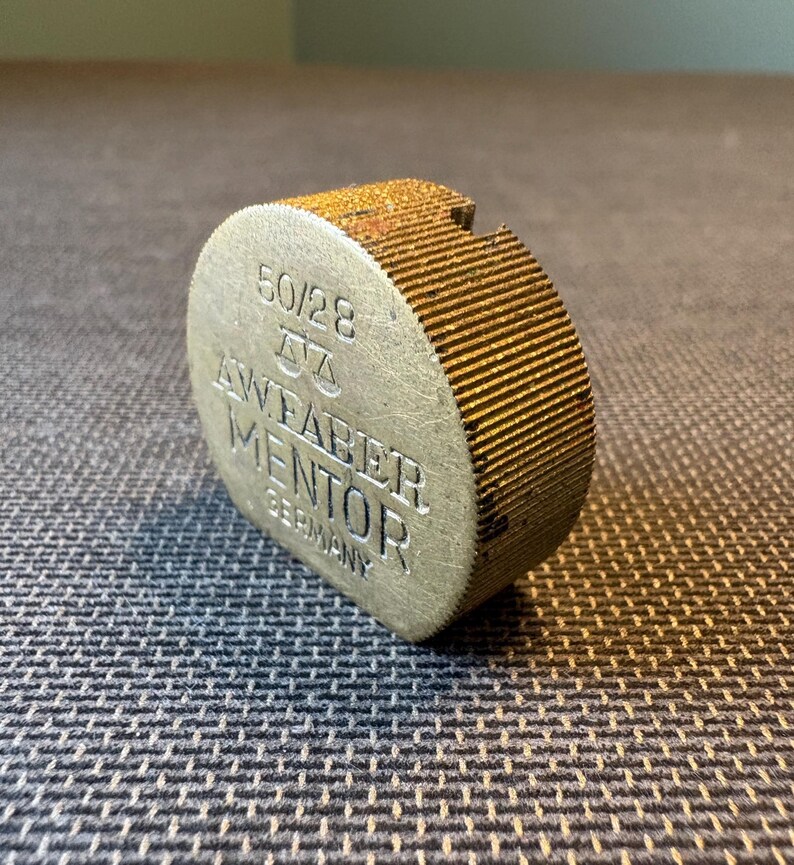 50/28
A.W.FABER
MENTOR
GERMANY